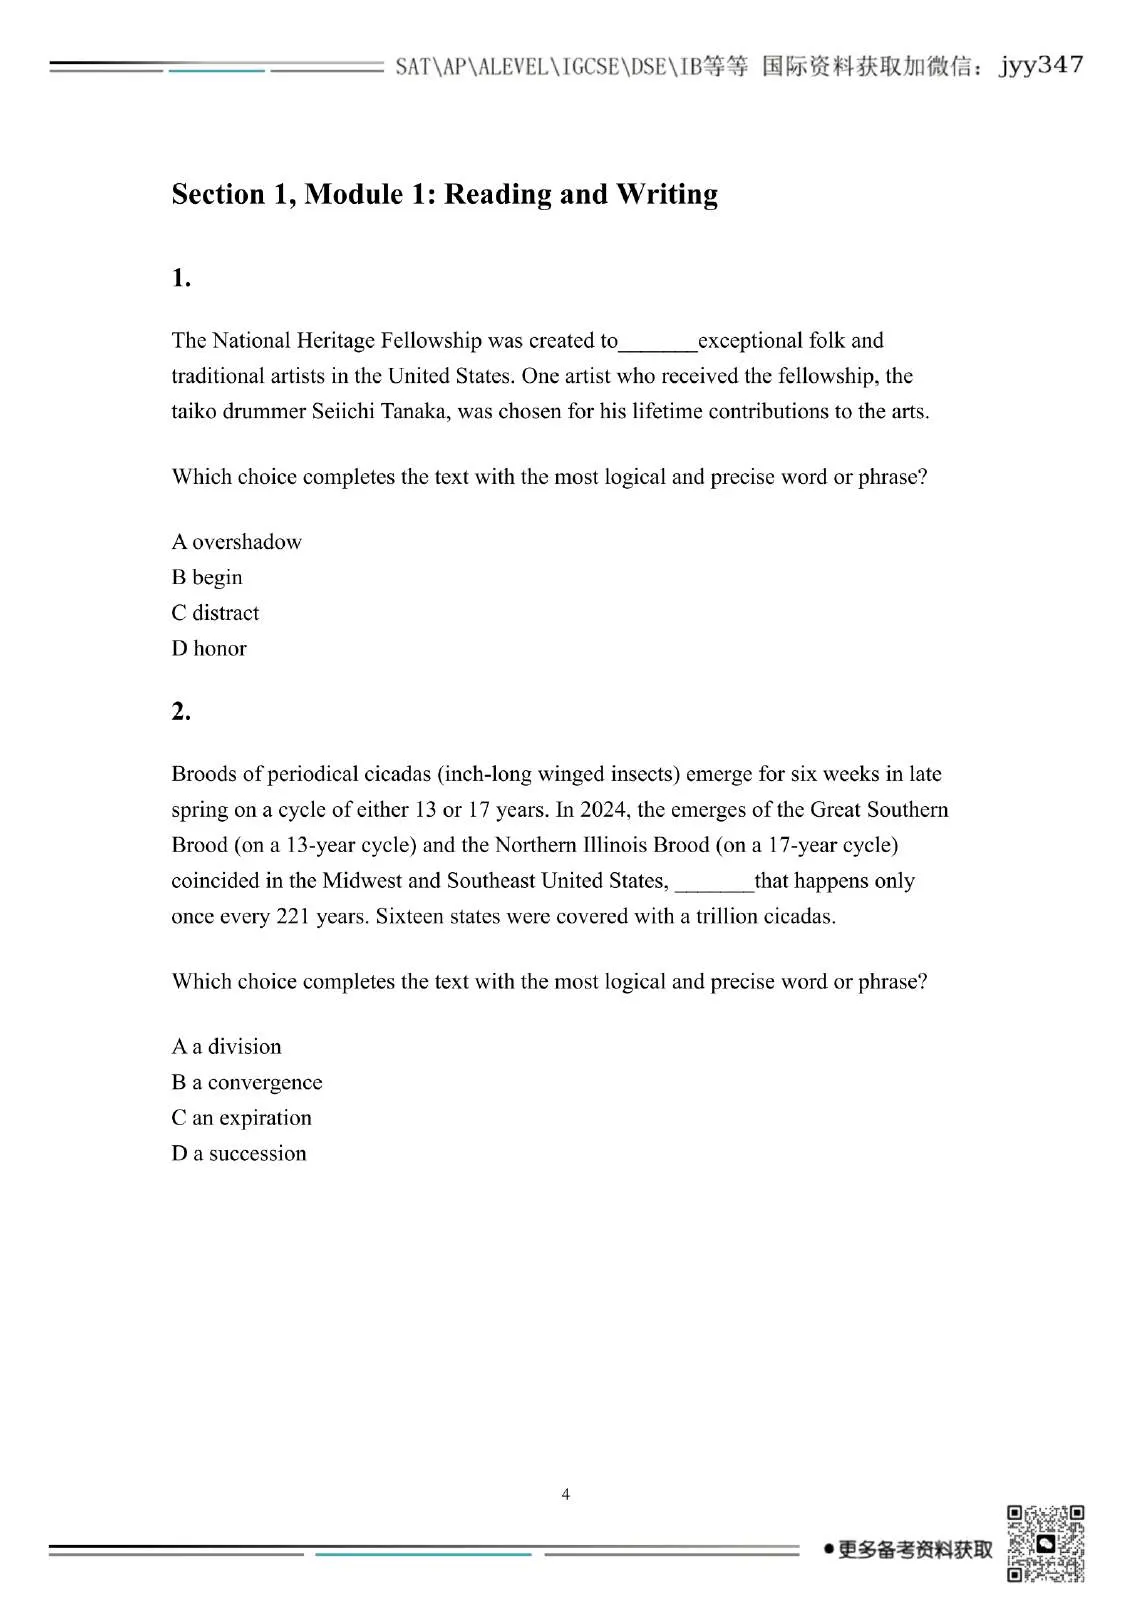 SAT\AP\ALEVEL\IGCSE\DSE\IB等等 国际资料获取加微信: jyy347
Section 1, Module 1: Reading and Writing
1.
The National Heritage Fellowship was created to_______exceptional folk and
traditional artists in the United States. One artist who received the fellowship, the
taiko drummer Seiichi Tanaka, was chosen for his lifetime contributions to the arts.
Which choice completes the text with the most logical and precise word or phrase?
A overshadow
B begin
C distract
D honor
2.
Broods of periodical cicadas (inch-long winged insects) emerge for six weeks in late
spring on a cycle of either 13 or 17 years. In 2024, the emerges of the Great Southern
Brood (on a 13-year cycle) and the Northern Illinois Brood (on a 17-year cycle)
coincided in the Midwest and Southeast United States, _______that happens only
once every 221 years. Sixteen states were covered with a trillion cicadas.
Which choice completes the text with the most logical and precise word or phrase?
A a division
B a convergence
C an expiration
D a succession
4
●更多备考资料获取